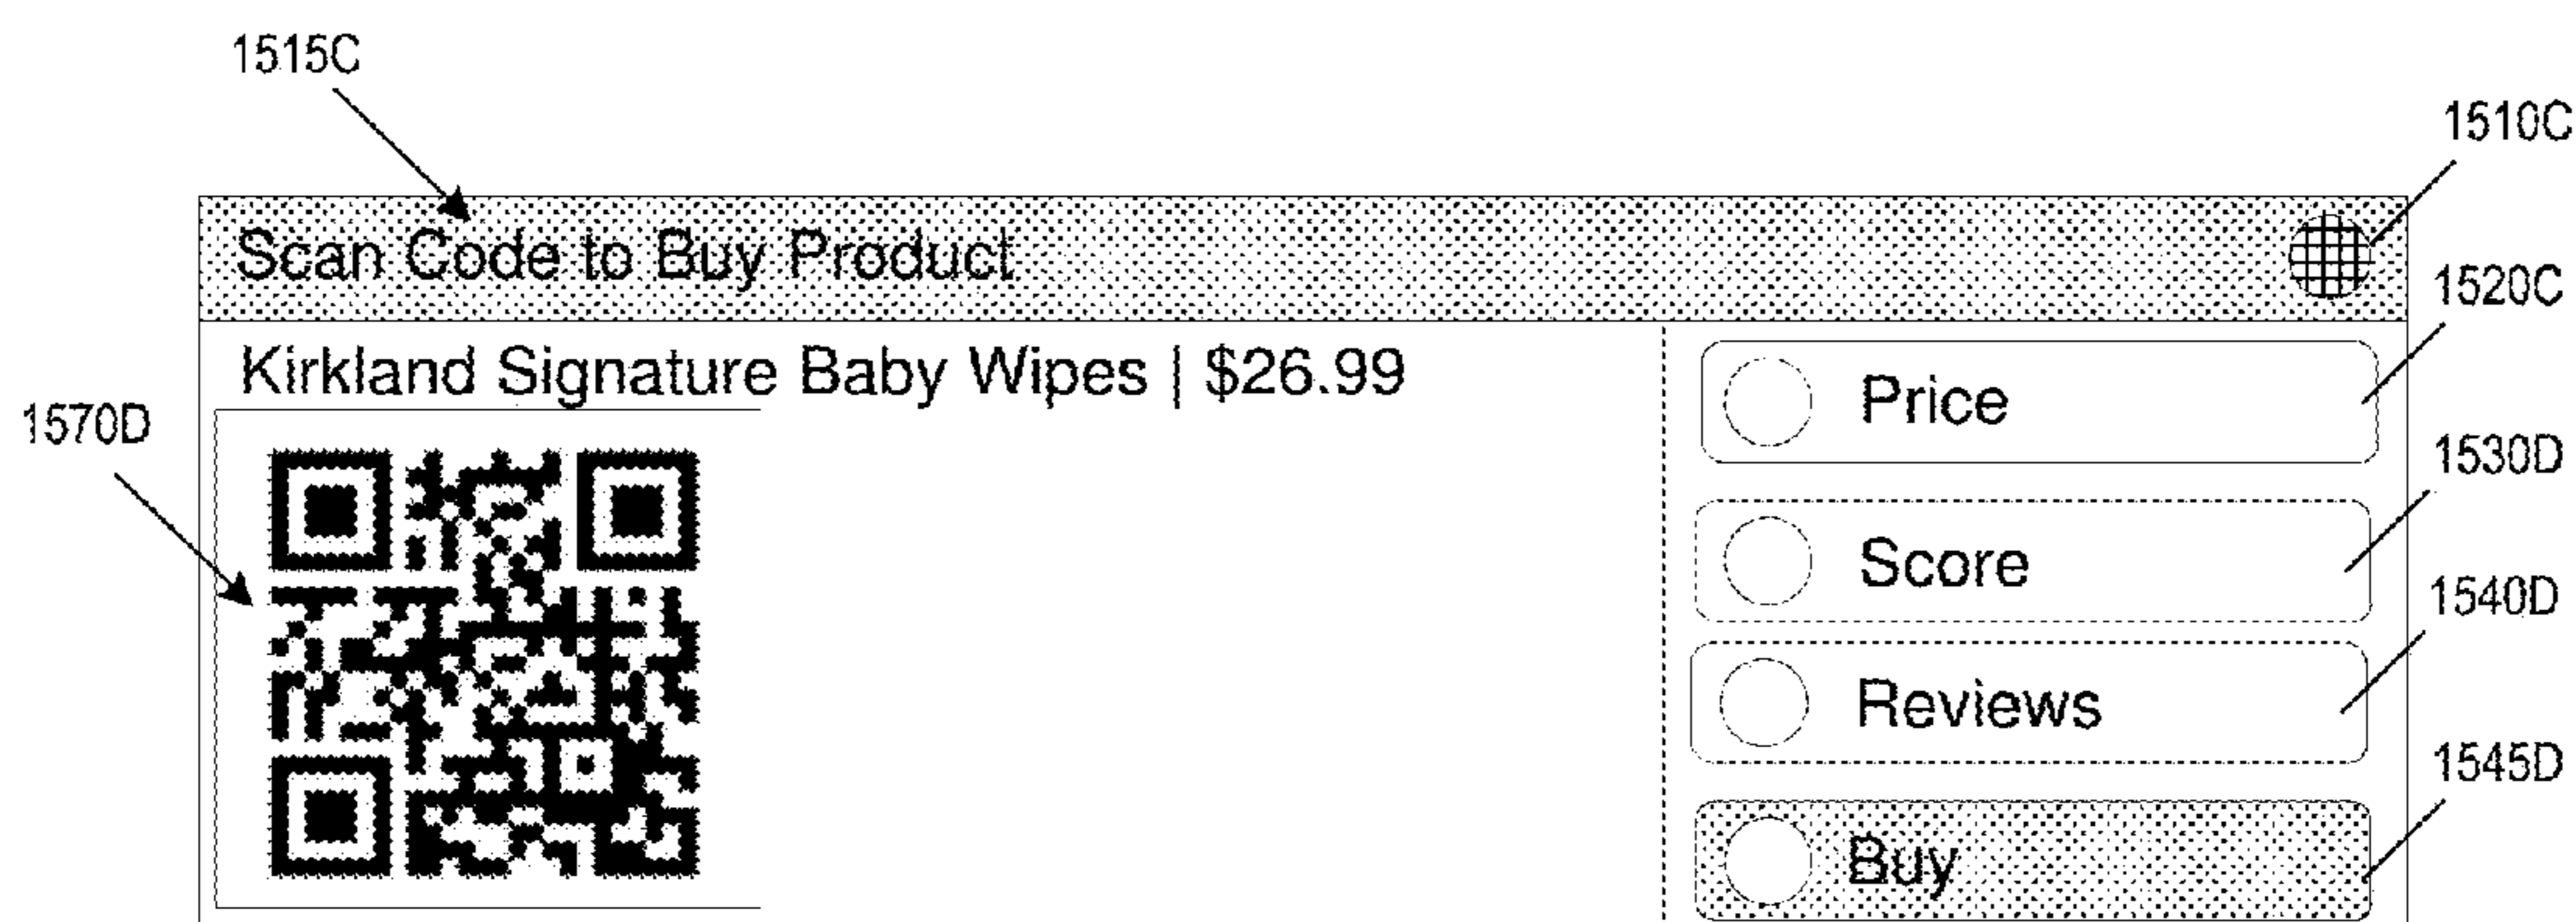 1515C
1510C
Scan Code to Buy Product
1520C
Kirkland Signature Baby Wipes | $26.99
Price
1570D
1530D
Score
1540D
Reviews
1545D
Buy